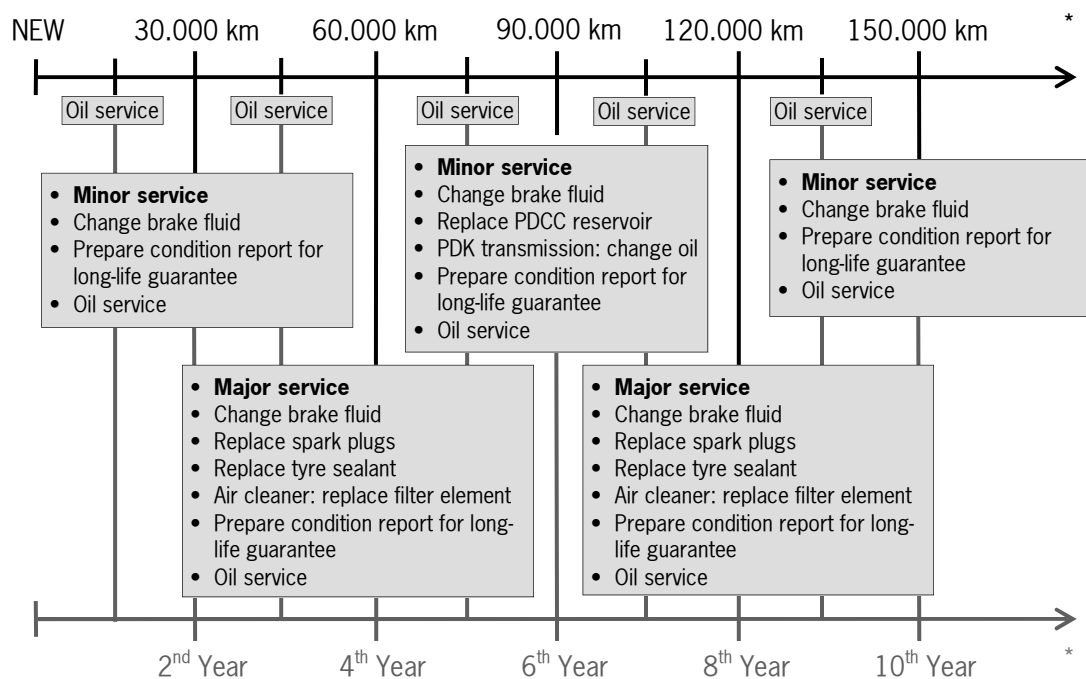 NEW 30.000 km 60.000 km 90.000 km 120.000 km 150.000 km *
Oil service Oil service Oil service Oil service Oil service
• Minor service
• Change brake fluid
• Prepare condition report for
long-life guarantee
• Oil service
• Minor service
• Change brake fluid
• Replace PDCC reservoir
• PDK transmission: change oil
• Prepare condition report for
long-life guarantee
• Oil service
• Minor service
• Change brake fluid
• Prepare condition report for
long-life guarantee
• Oil service
• Major service
• Change brake fluid
• Replace spark plugs
• Replace tyre sealant
• Air cleaner: replace filter element
• Prepare condition report for long-
life guarantee
• Oil service
• Major service
• Change brake fluid
• Replace spark plugs
• Replace tyre sealant
• Air cleaner: replace filter element
• Prepare condition report for long-
life guarantee
• Oil service
2nd Year 4th Year 6th Year 8th Year 10th Year *